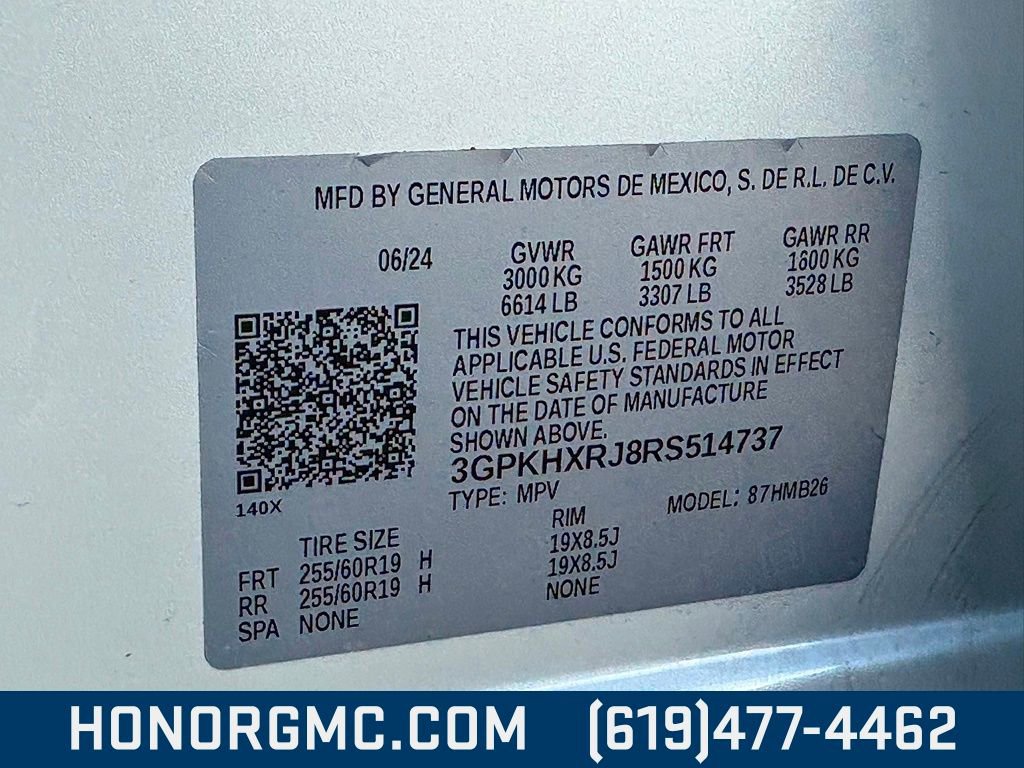 MFD BY GENERAL MOTORS DE MEXICO, S. DE R.L. DE C.V.
06/24 GVWR GAWR FRT GAWR RR
3000 KG 1500 KG 1600 KG
6614 LB 3307 LB 3528 LB
THIS VEHICLE CONFORMS TO ALL
APPLICABLE U.S. FEDERAL MOTOR
VEHICLE SAFETY STANDARDS IN EFFECT
ON THE DATE OF MANUFACTURE
SHOWN ABOVE.
3GPKHXRJ8RS514737
TYPE: MPV MODEL: 87HMB26
140X
TIRE SIZE RIM
FRT 255/60R19 H 19X8.5J
RR 255/60R19 H 19X8.5J
SPA NONE NONE
HONORGMC.COM (619)477-4462